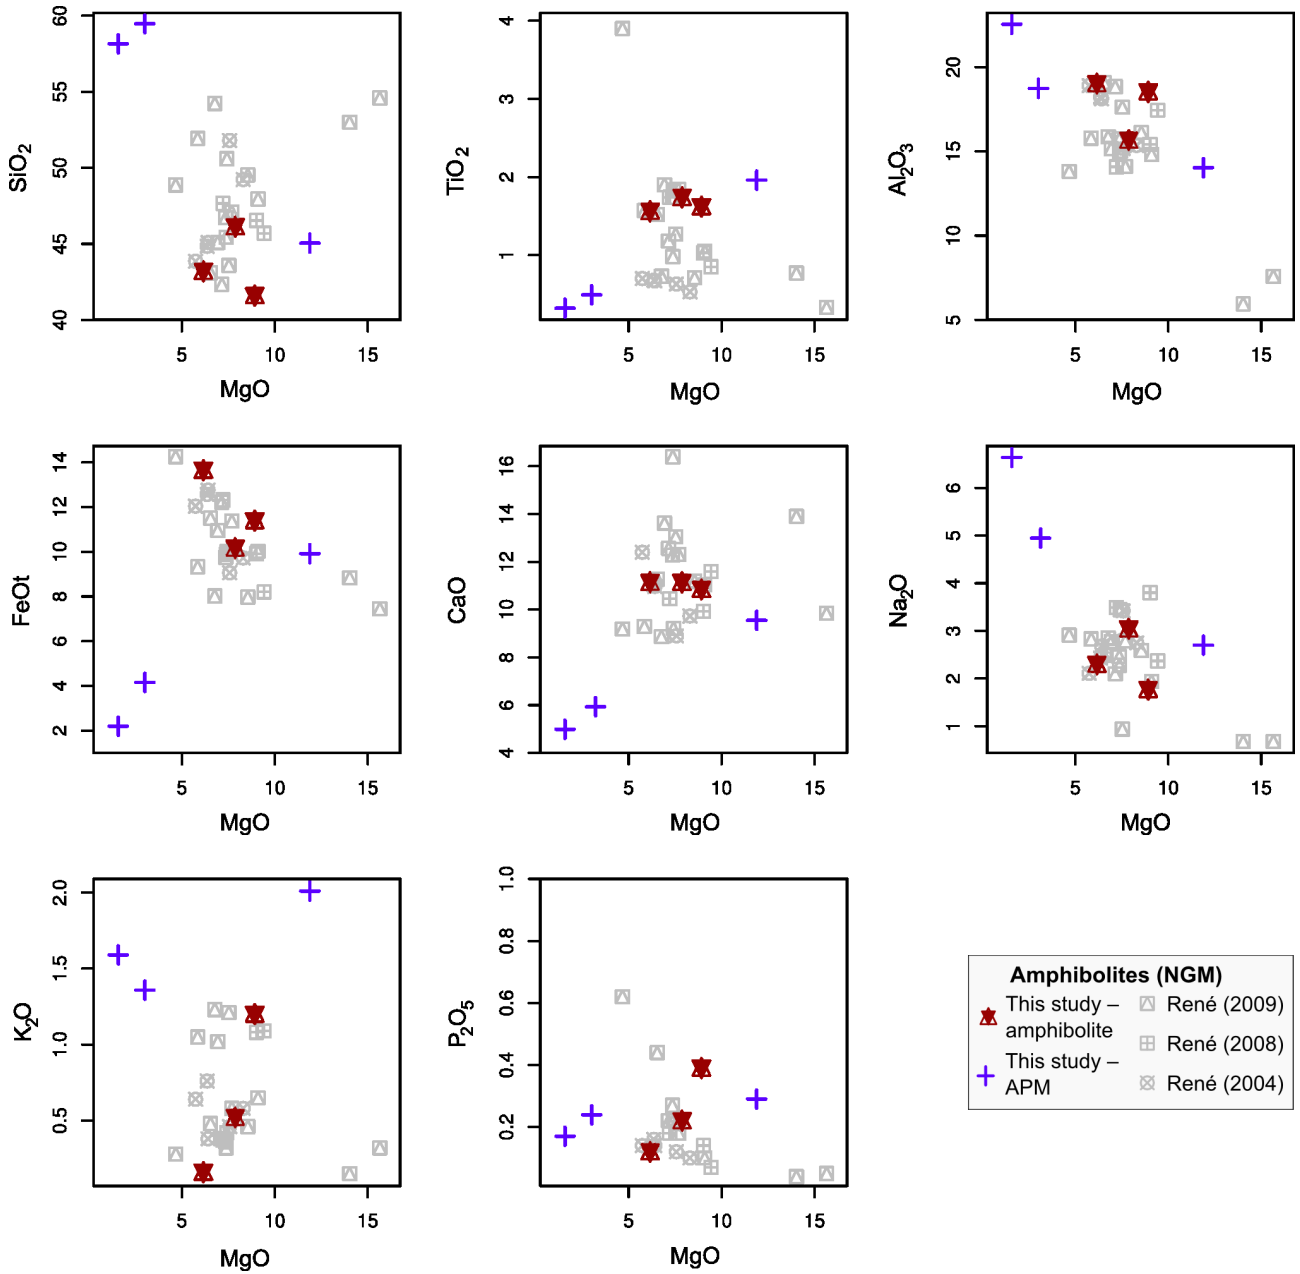 60
55
50
45
40
SiO2
5
10
15
MgO
4
3
2
1
TiO2
5
10
15
MgO
20
15
10
5
Al2O3
5
10
15
MgO
14
12
10
8
6
4
2
FeOt
5
10
15
MgO
16
14
12
10
8
6
4
CaO
5
10
15
MgO
6
5
4
3
2
1
Na2O
5
10
15
MgO
2.0
1.5
1.0
0.5
K2O
5
10
15
MgO
1.0
0.8
0.6
0.4
0.2
P2O5
5
10
15
MgO
Amphibolites (NGM)
This study –
amphibolite
This study –
APM
René (2009)
René (2008)
René (2004)